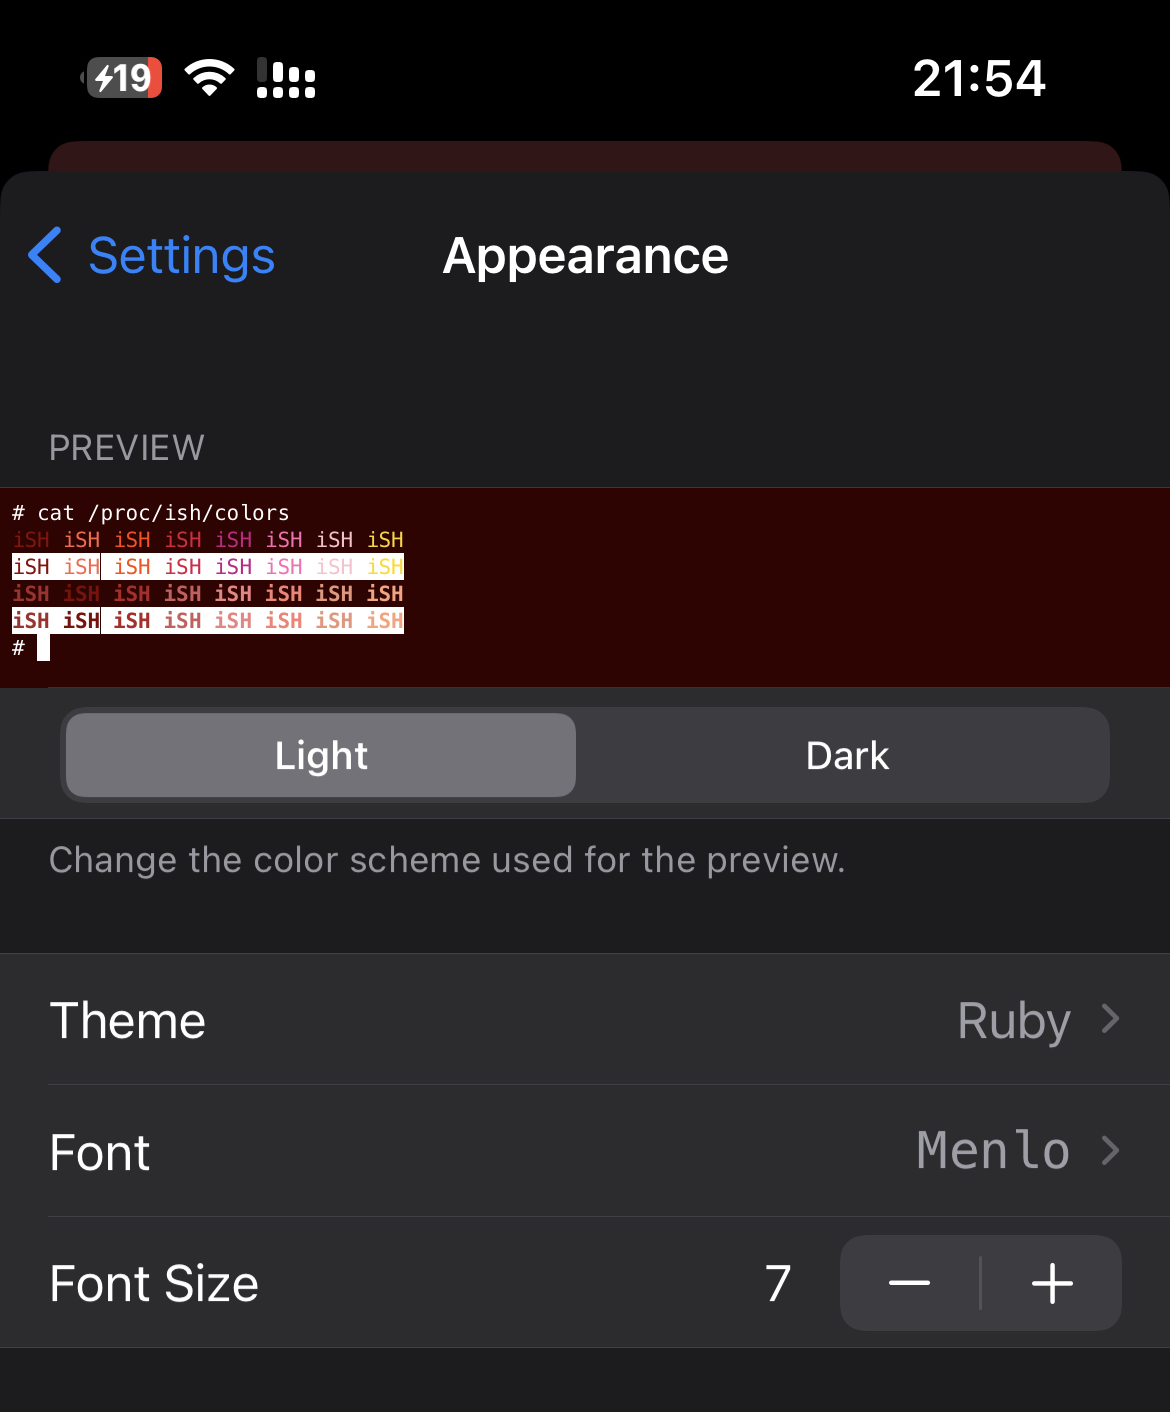 19 21:54
Settings Appearance
PREVIEW
# cat /proc/ish/colors
iSH iSH iSH iSH iSH iSH iSH iSH
iSH iSH iSH iSH iSH iSH iSH iSH
iSH iSH iSH iSH iSH iSH iSH iSH
iSH iSH iSH iSH iSH iSH iSH iSH
#
Light Dark
Change the color scheme used for the preview.
Theme Ruby
Font Menlo
Font Size 7 — +